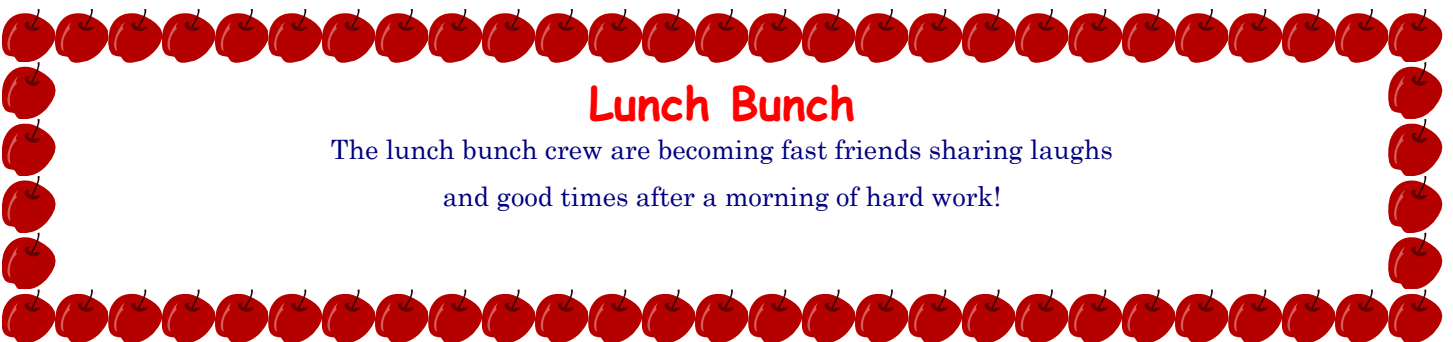 Lunch Bunch
The lunch bunch crew are becoming fast friends sharing laughs
and good times after a morning of hard work!